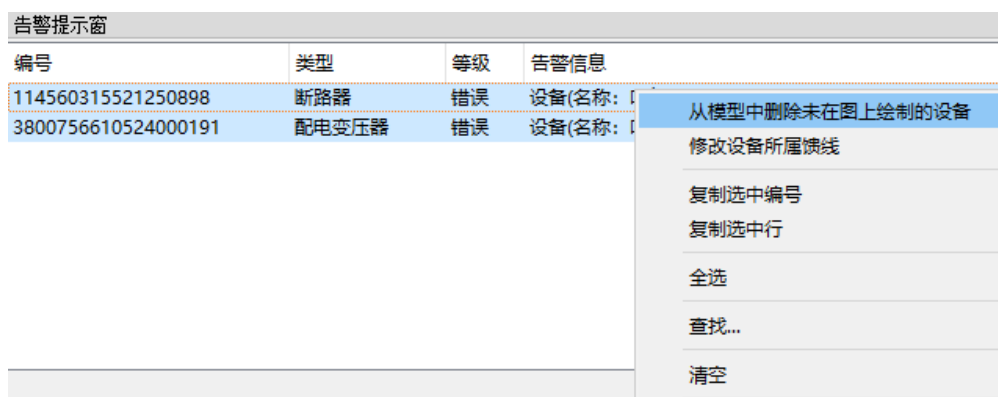 告警提示窗
编号 类型 等级 告警信息
114560315521250898 断路器 错误 设备(名称:
3800756610524000191 配电变压器 错误 设备(名称:
从模型中删除未在图上绘制的设备
修改设备所属馈线
复制选中编号
复制选中行
全选
查找...
清空